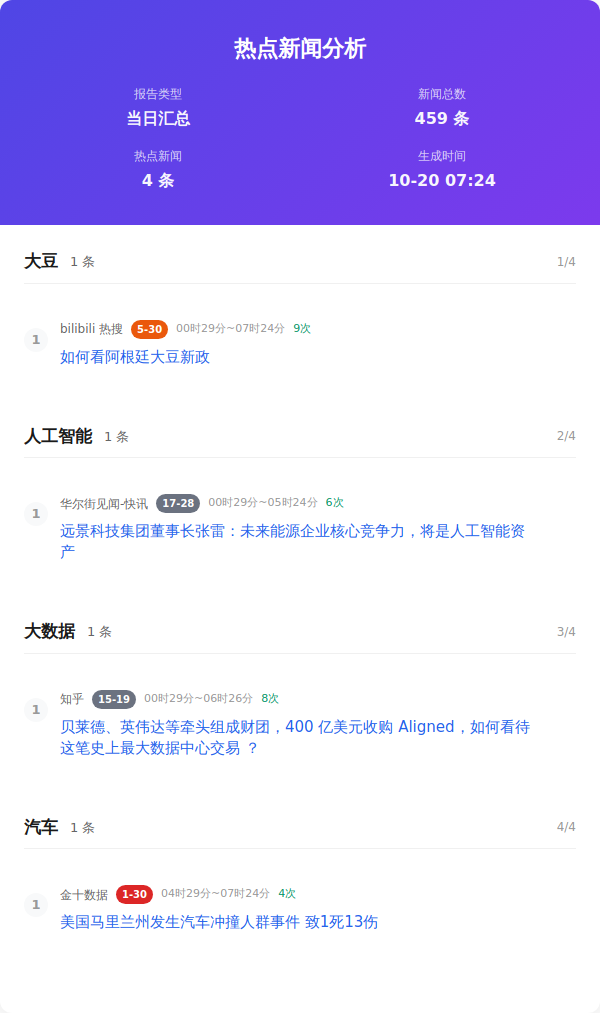 热点新闻分析
报告类型
当日汇总
新闻总数
459 条
热点新闻
4 条
生成时间
10-20 07:24
大豆 1 条 1/4
1
bilibili 热搜 5-30 00时29分~07时24分 9次
如何看阿根廷大豆新政
人工智能 1 条 2/4
1
华尔街见闻-快讯 17-28 00时29分~05时24分 6次
远景科技集团董事长张雷：未来能源企业核心竞争力，将是人工智能资
产
大数据 1 条 3/4
1
知乎 15-19 00时29分~06时26分 8次
贝莱德、英伟达等牵头组成财团，400 亿美元收购 Aligned，如何看待
这笔史上最大数据中心交易 ？
汽车 1 条 4/4
1
金十数据 1-30 04时29分~07时24分 4次
美国马里兰州发生汽车冲撞人群事件 致1死13伤